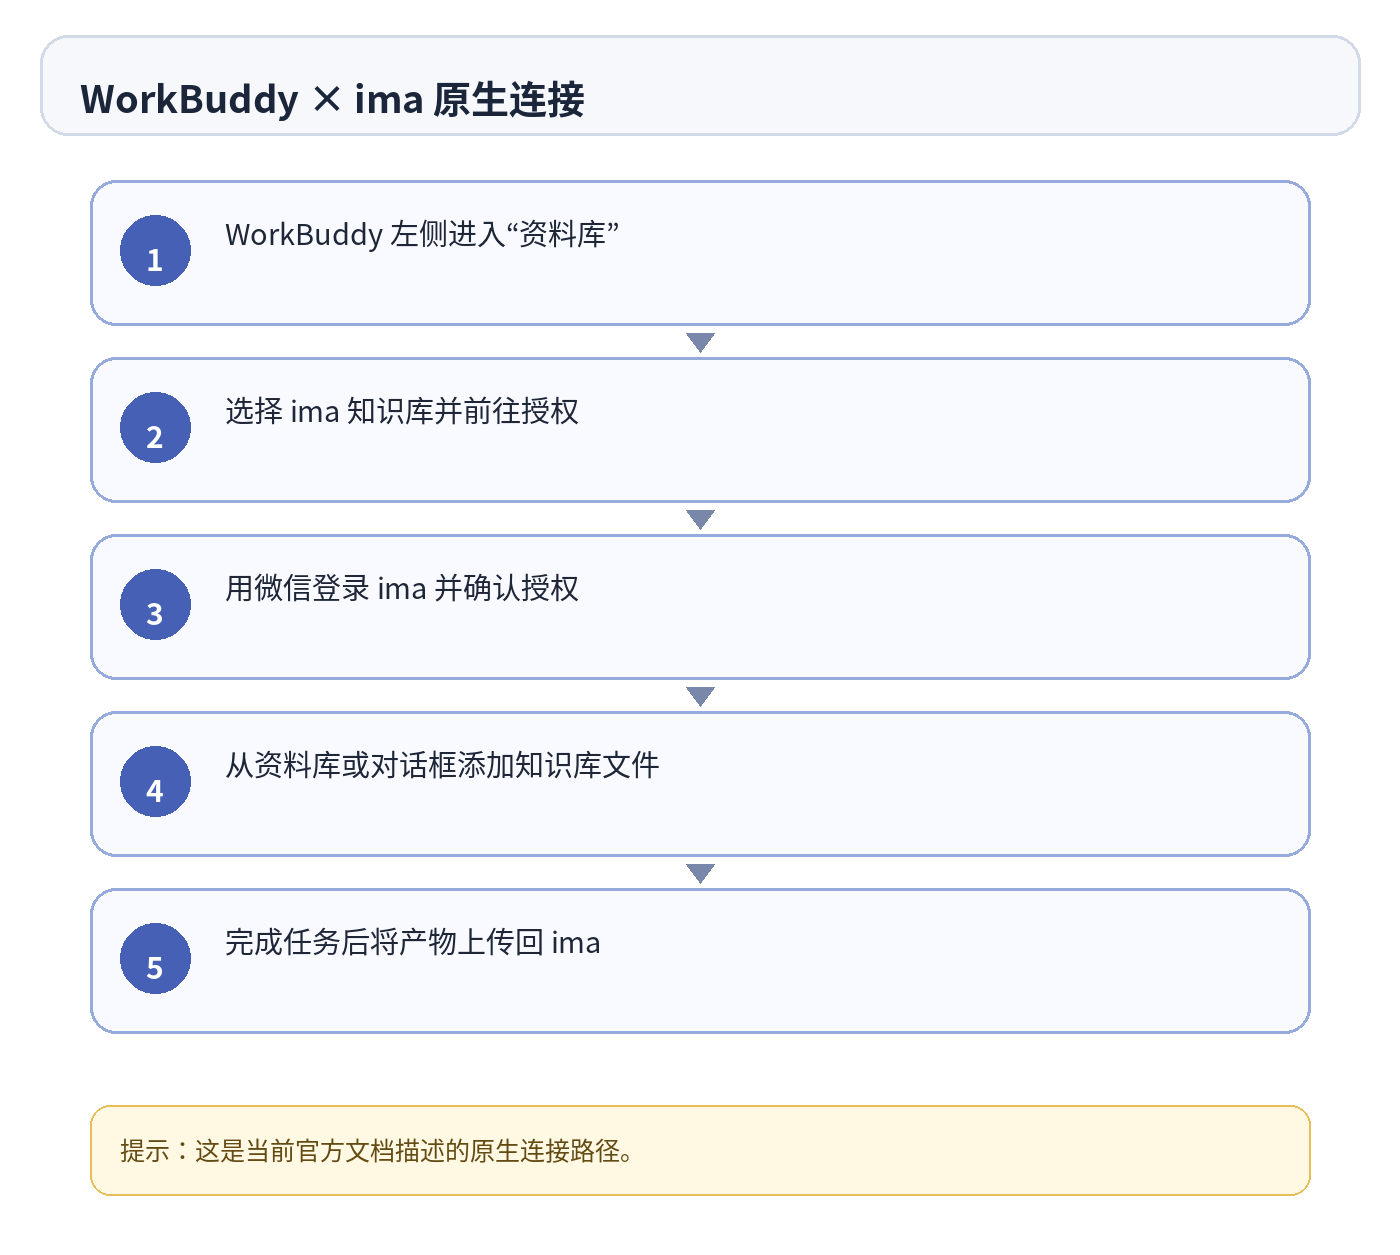 WorkBuddy × ima 原生连接
1
WorkBuddy 左侧进入“资料库”
2
选择 ima 知识库并前往授权
3
用微信登录 ima 并确认授权
4
从资料库或对话框添加知识库文件
5
完成任务后将产物上传回 ima
提示：这是当前官方文档描述的原生连接路径。